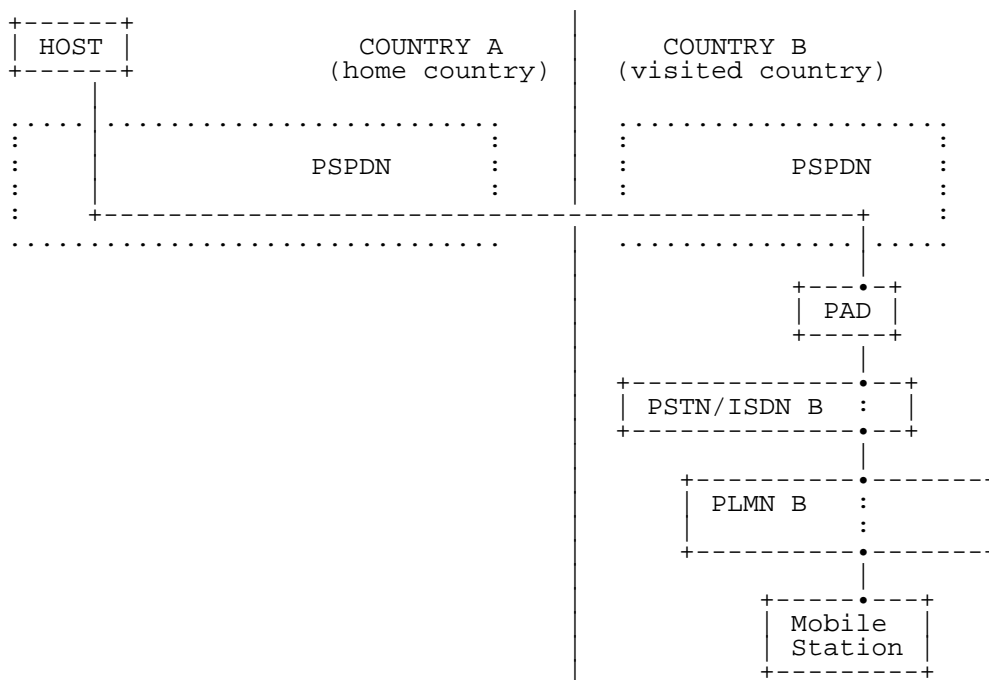 HOST
COUNTRY A
(home country)
COUNTRY B
(visited country)
PSPDN
PSPDN
PAD
PSTN/ISDN B
PLMN B
Mobile
Station